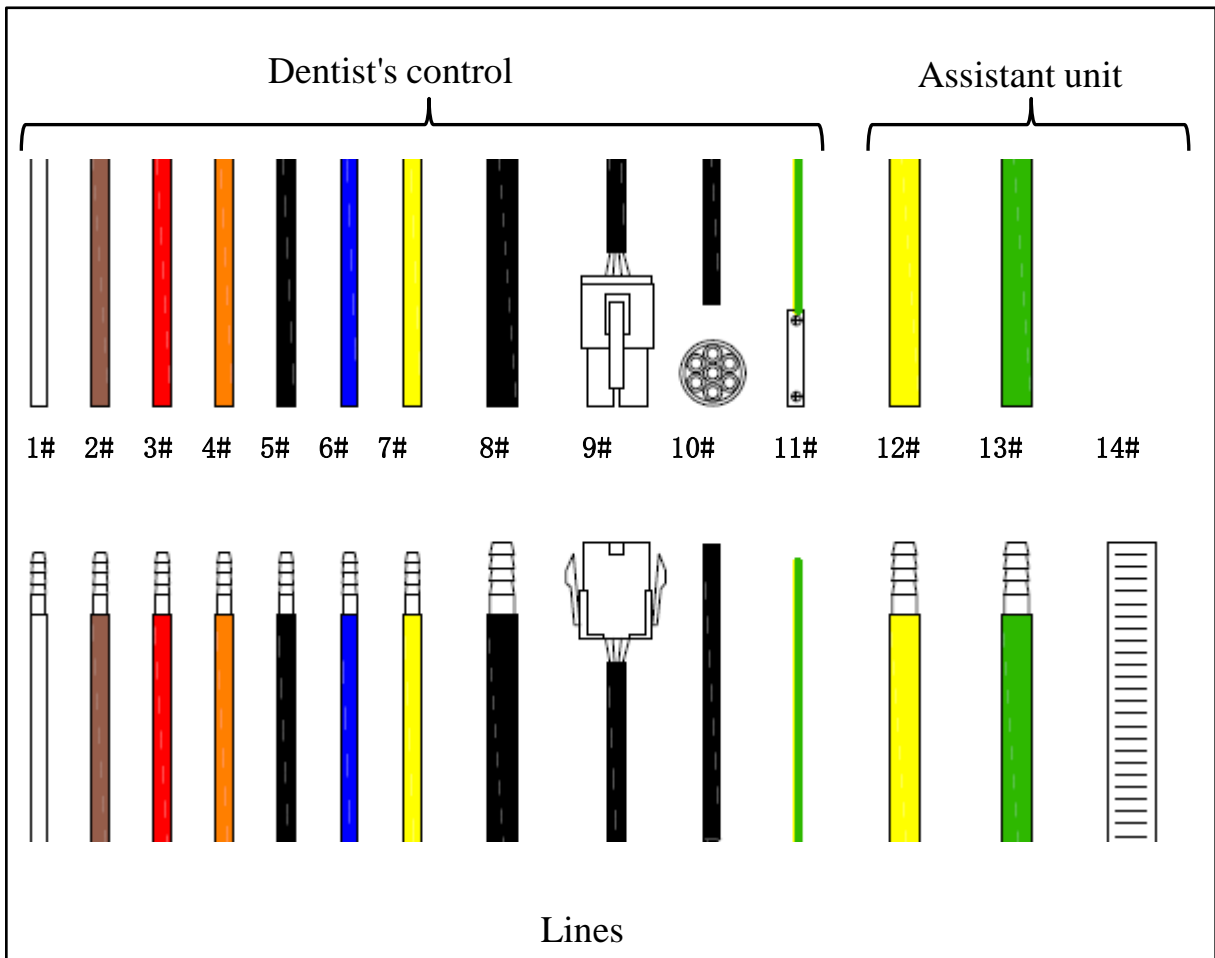 Dentist's control
Assistant unit
1# 2# 3# 4# 5# 6# 7# 8# 9# 10# 11# 12# 13# 14#
Lines